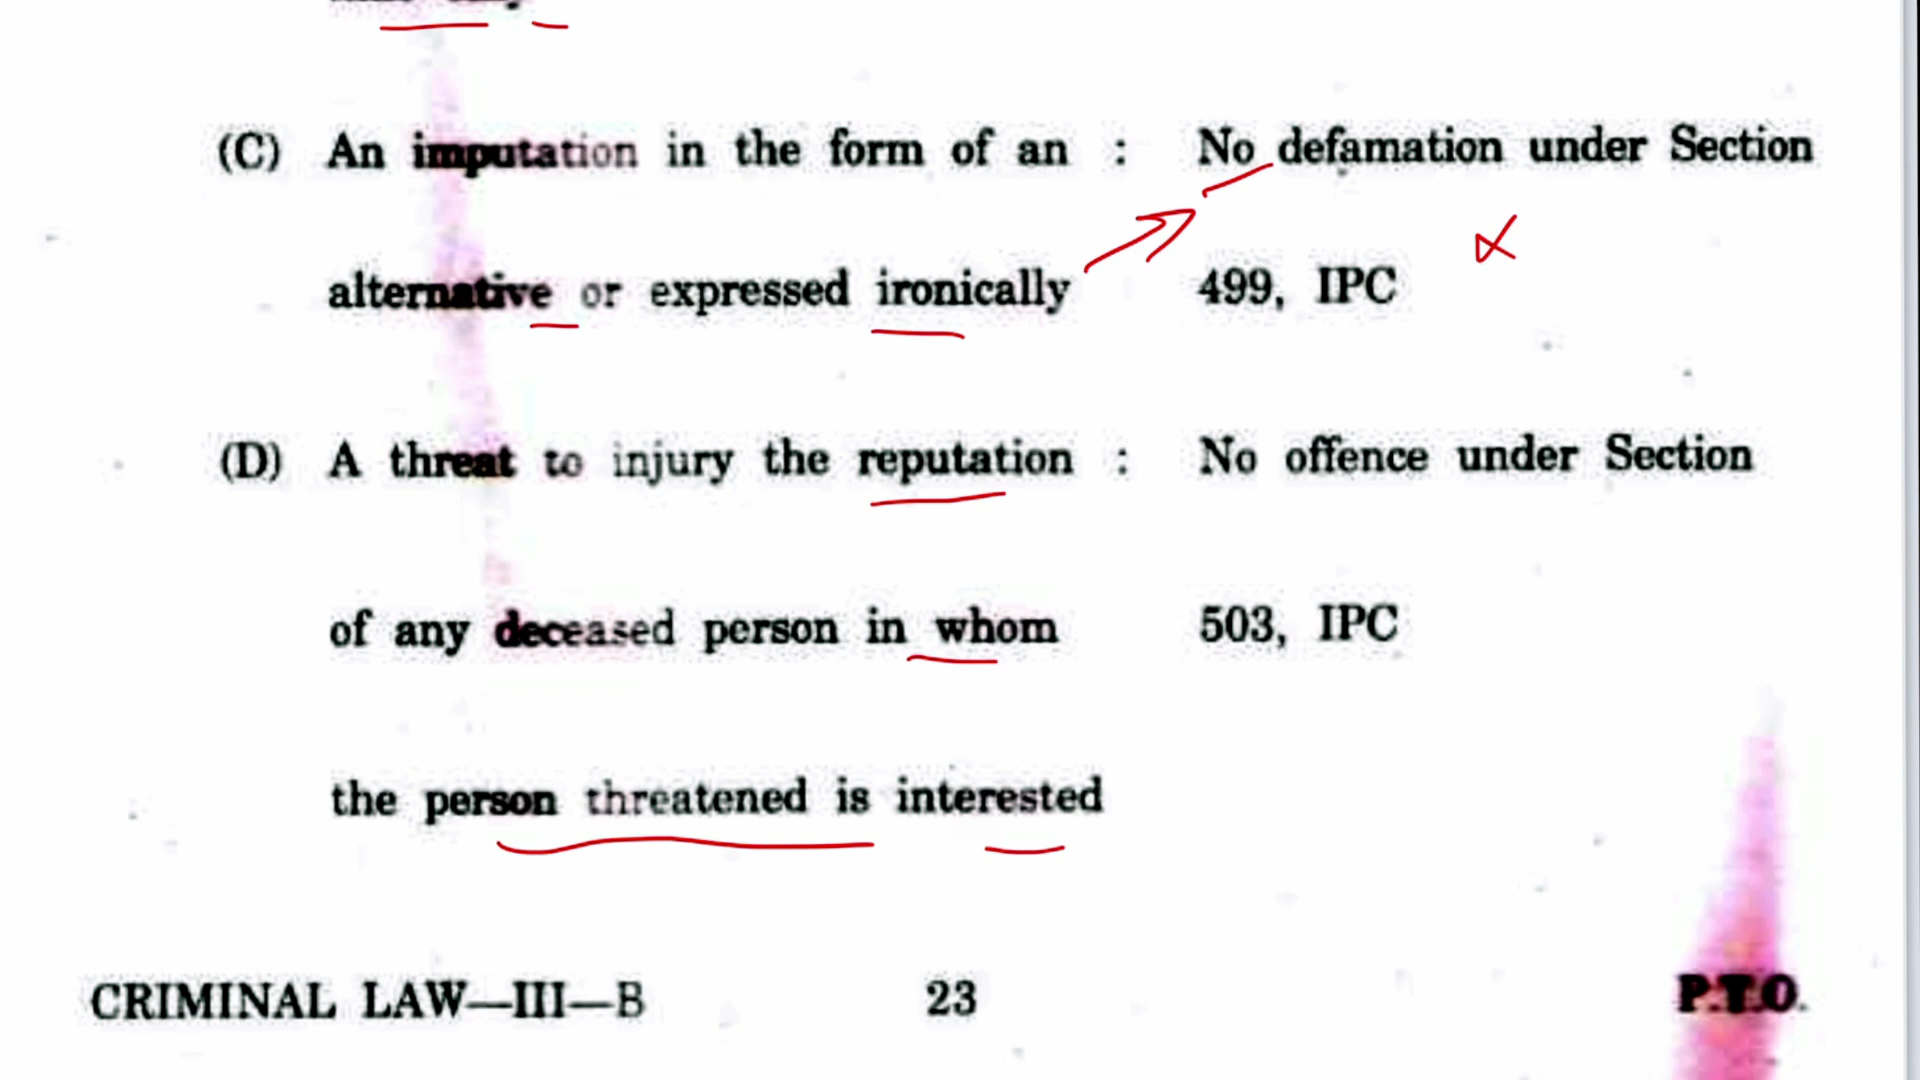 (C) An imputation in the form of an : No defamation under Section
alternative or expressed ironically 499, IPC
(D) A threat to injury the reputation : No offence under Section
of any deceased person in whom 503, IPC
the person threatened is interested
CRIMINAL LAW—III—B 23 P.T.O.